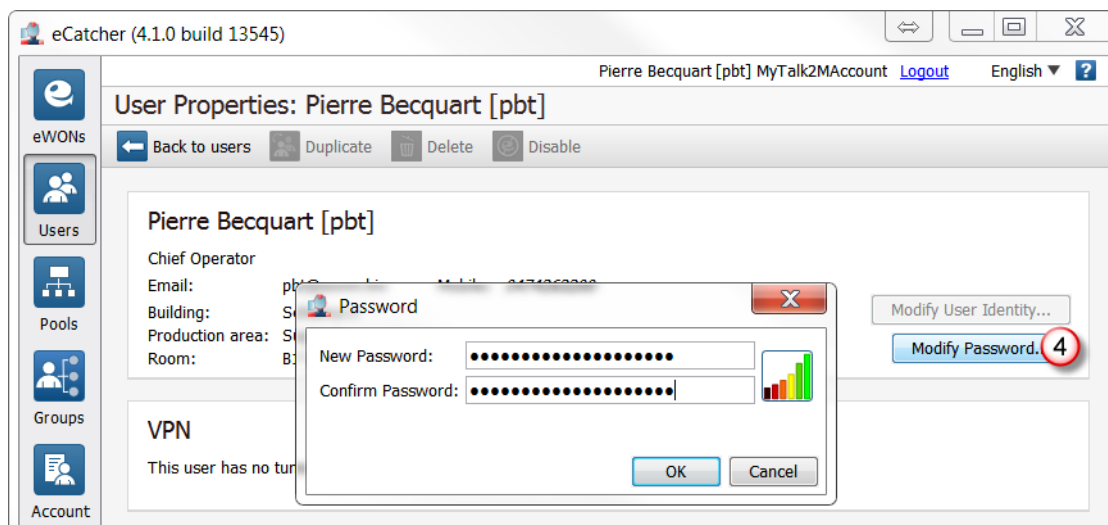 eCatcher (4.1.0 build 13545)
Pierre Becquart [pbt] MyTalk2MAccount Logout English ?
User Properties: Pierre Becquart [pbt]
eWONs
Back to users Duplicate Delete Disable
Users
Pierre Becquart [pbt]
Chief Operator
Email:
Building:
Production area:
Room:
Modify User Identity...
Modify Password.. 4
Pools
Password
New Password: ●●●●●●●●●●●●●●●●●●●●
Confirm Password: ●●●●●●●●●●●●●●●●●●●●
Groups
VPN
This user has no
OK Cancel
Account